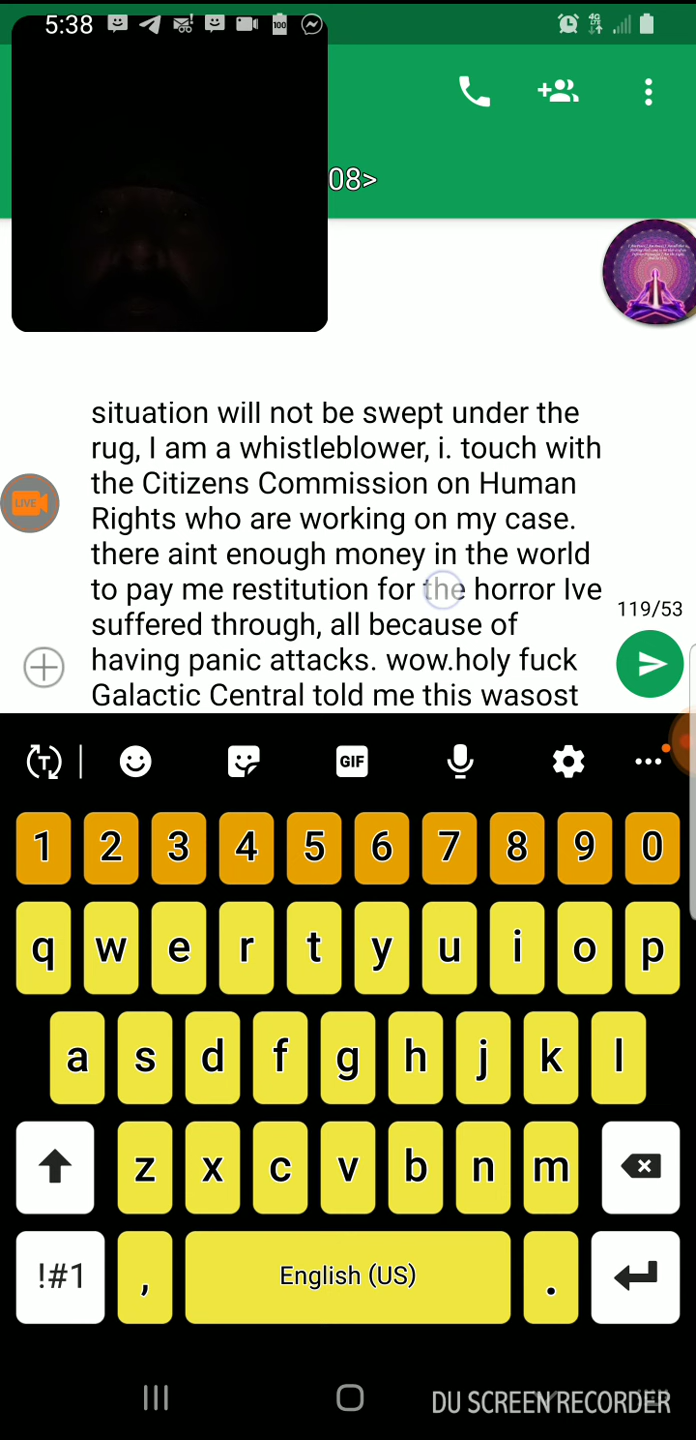 5:38
100
4G
LTE
08>
LIVE
situation will not be swept under the
rug, I am a whistleblower, i. touch with
the Citizens Commission on Human
Rights who are working on my case.
there aint enough money in the world
to pay me restitution for the horror Ive
suffered through, all because of
having panic attacks. wow.holy fuck
Galactic Central told me this wasost
119/53
T
GIF
1 2 3 4 5 6 7 8 9 0
q w e r t y u i o p
a s d f g h j k l
z x c v b n m
!#1 , English (US) .
DU SCREEN RECORDER